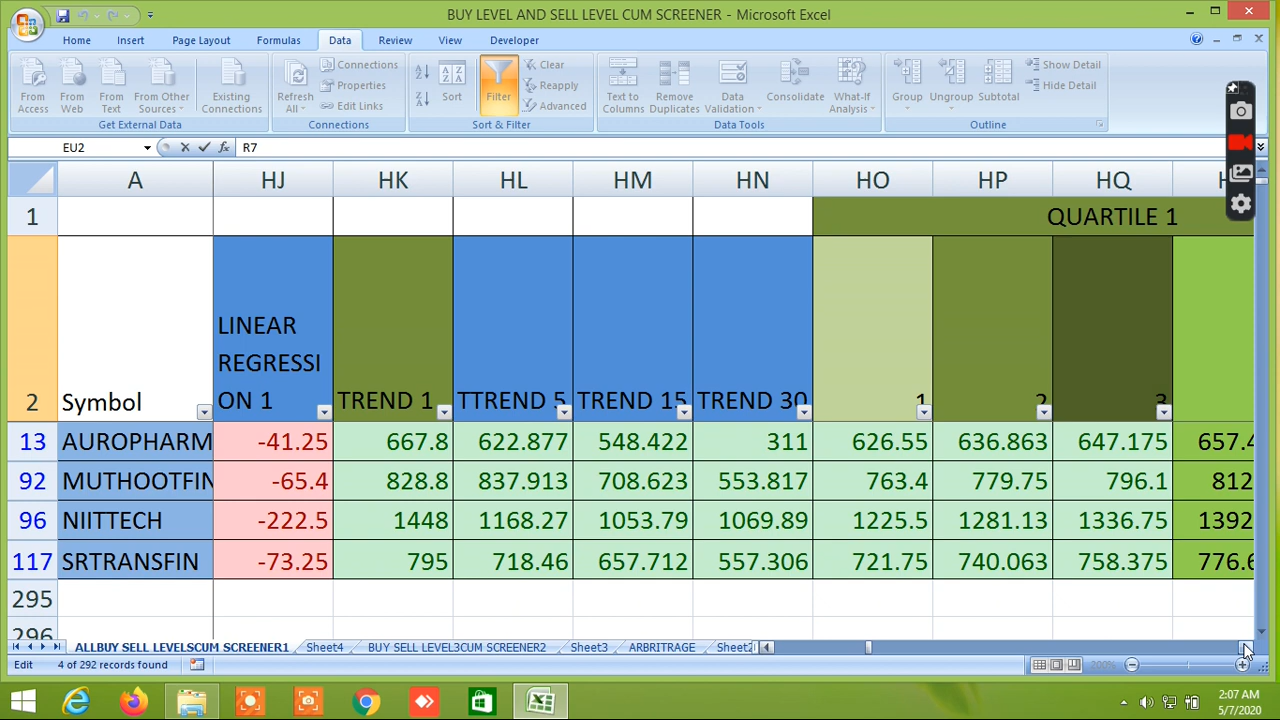 BUY LEVEL AND SELL LEVEL CUM SCREENER - Microsoft Excel
Home Insert Page Layout Formulas Data Review View Developer
From Access From Web From Text From Other Sources Existing Connections
Get External Data
Refresh All Connections Properties Edit Links
Connections
Sort Filter Clear Reapply Advanced
Sort & Filter
Text to Columns Remove Duplicates Data Validation Consolidate What-If Analysis
Data Tools
Group Ungroup Subtotal Show Detail Hide Detail
Outline
EU2 fx R7
A HJ HK HL HM HN HO HP HQ
1 QUARTILE 1
2 Symbol LINEAR REGRESSI ON 1 TREND 1 TTREND 5 TREND 15 TREND 30 1 2 3
13 AUROPHARM -41.25 667.8 622.877 548.422 311 626.55 636.863 647.175 657.4
92 MUTHOOTFIN -65.4 828.8 837.913 708.623 553.817 763.4 779.75 796.1 812
96 NIITTECH -222.5 1448 1168.27 1053.79 1069.89 1225.5 1281.13 1336.75 1392
117 SRTRANSFIN -73.25 795 718.46 657.712 557.306 721.75 740.063 758.375 776.6
295
296
ALLBUY SELL LEVELSCUM SCREENER1 Sheet4 BUY SELL LEVEL3CUM SCREENER2 Sheet3 ARBRITRAGE Sheet2
Edit 4 of 292 records found 200%
2:07 AM
5/7/2020